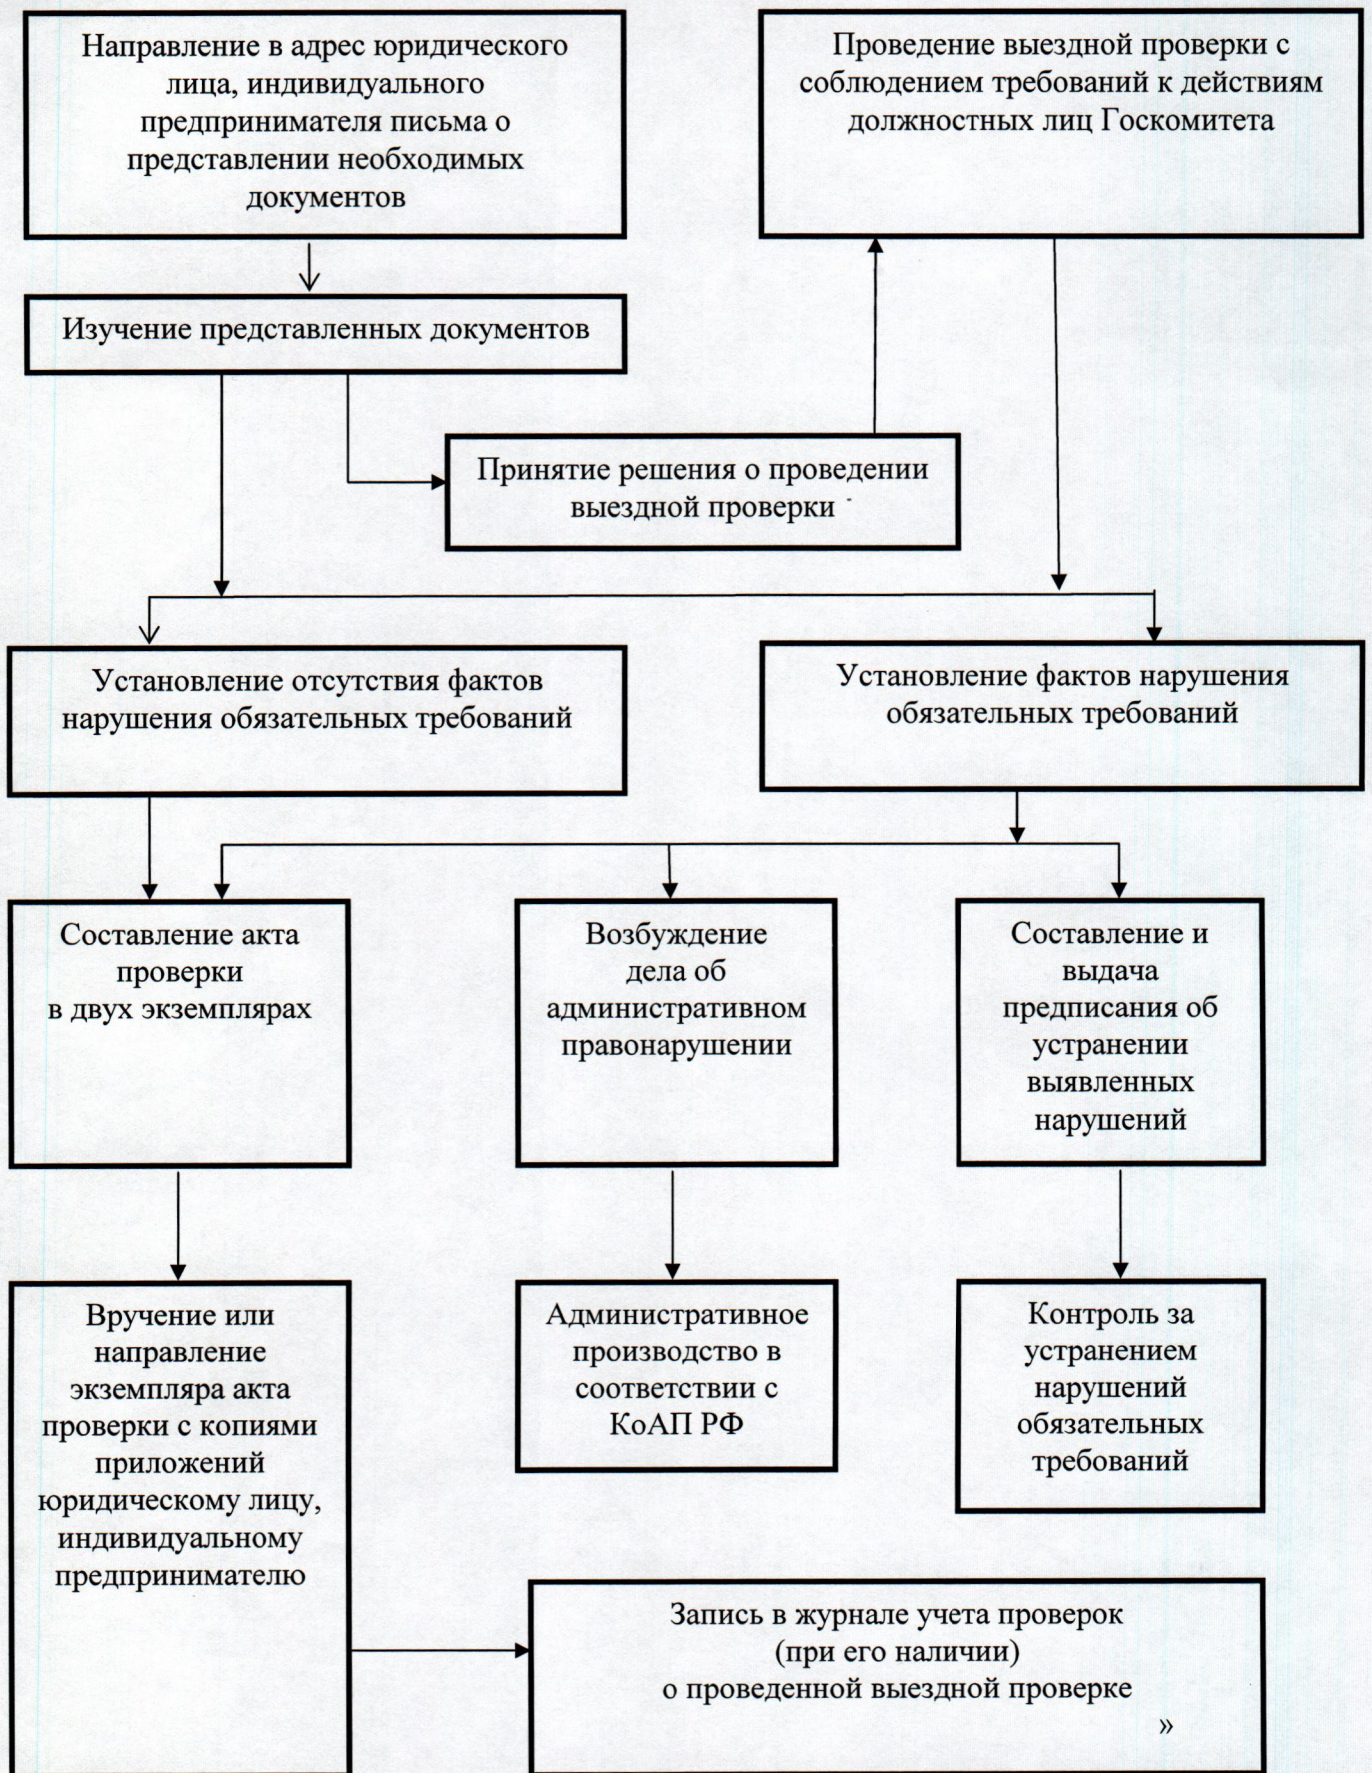 Направление в адрес юридического
лица, индивидуального
предпринимателя письма о
представлении необходимых
документов
Проведение выездной проверки с
соблюдением требований к действиям
должностных лиц Госкомитета
Изучение представленных документов
Принятие решения о проведении
выездной проверки
Установление отсутствия фактов
нарушения обязательных требований
Установление фактов нарушения
обязательных требований
Составление акта
проверки
в двух экземплярах
Возбуждение
дела об
административном
правонарушении
Составление и
выдача
предписания об
устранении
выявленных
нарушений
Вручение или
направление
экземпляра акта
проверки с копиями
приложений
юридическому лицу,
индивидуальному
предпринимателю
Административное
производство в
соответствии с
КоАП РФ
Контроль за
устранением
нарушений
обязательных
требований
Запись в журнале учета проверок
(при его наличии)
о проведенной выездной проверке
»